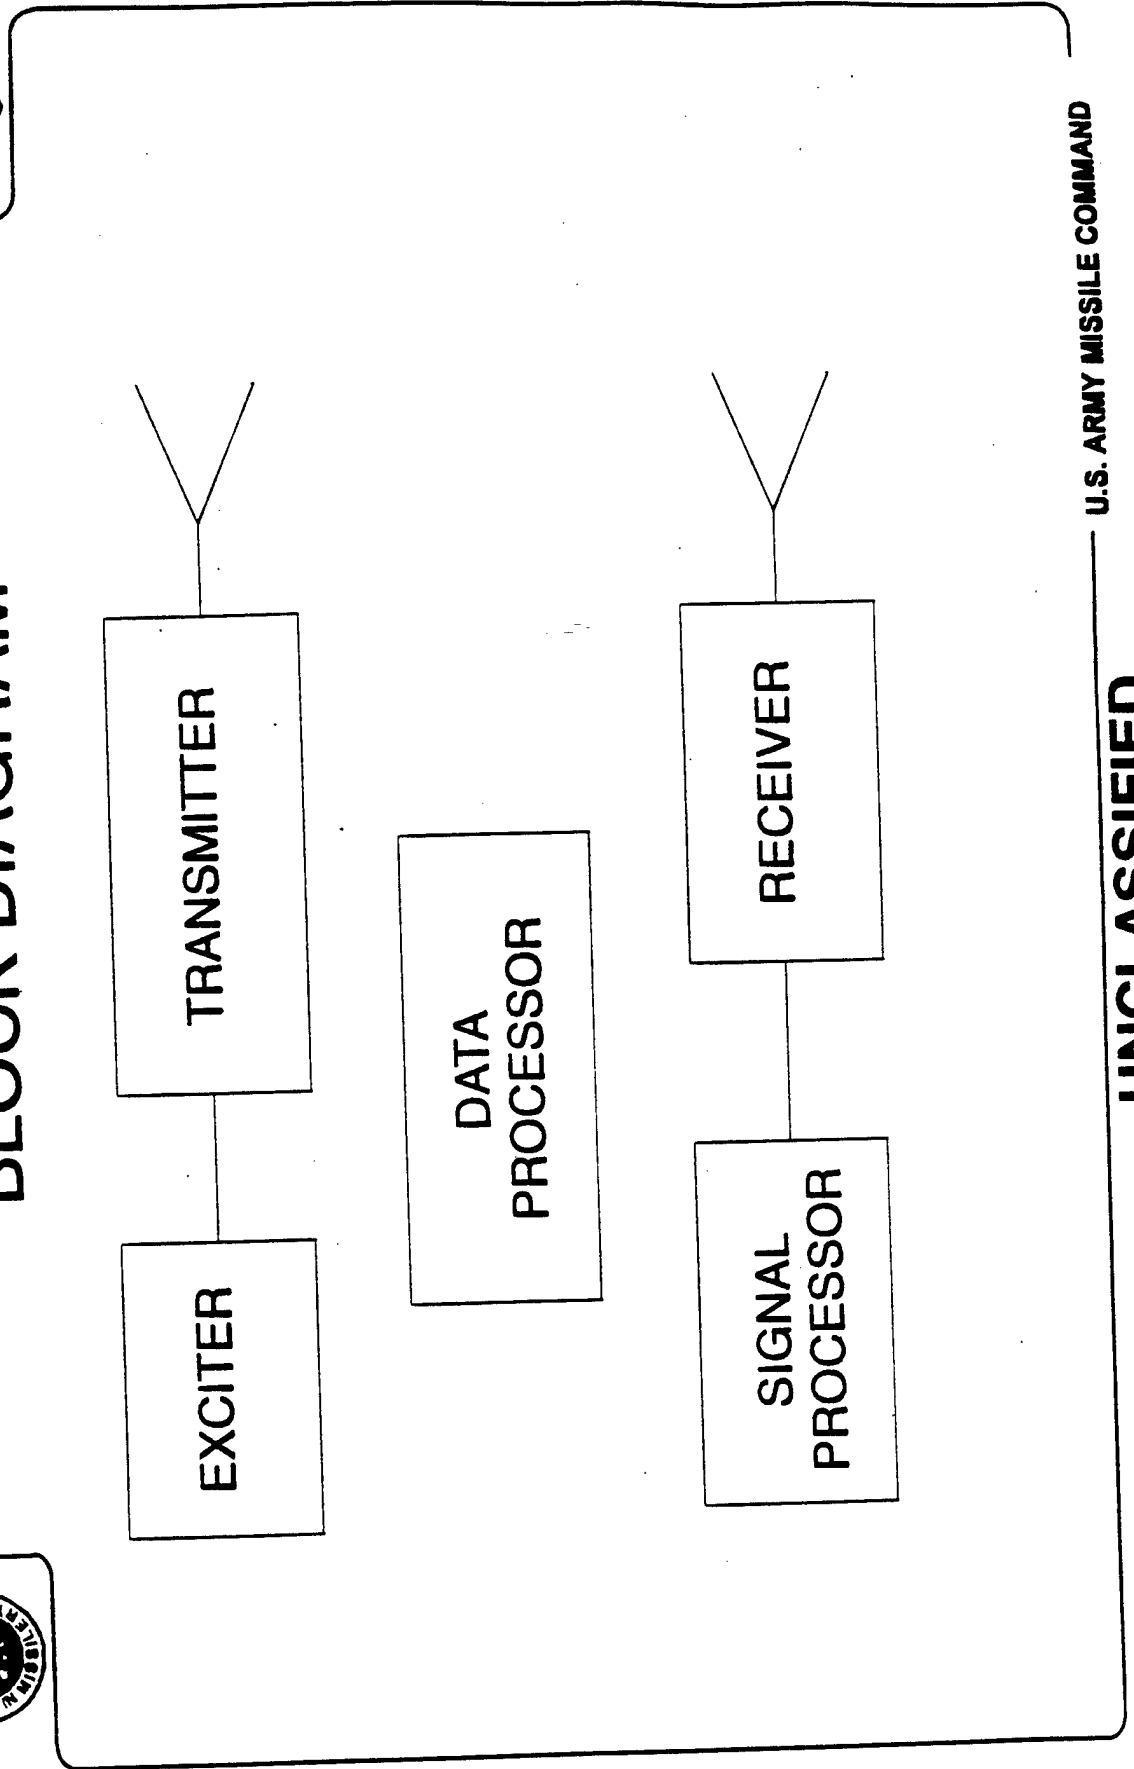 BLOCK DIAGRAM
EXCITER
TRANSMITTER
DATA
PROCESSOR
SIGNAL
PROCESSOR
RECEIVER
U.S. ARMY MISSILE COMMAND
UNCLASSIFIED